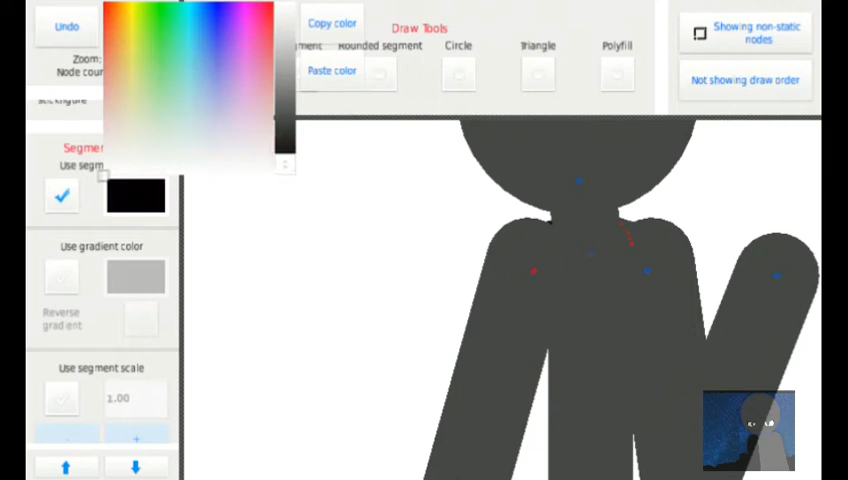 Undo
Copy color
Draw Tools
Showing non-static
nodes
Rounded segment
Circle
Triangle
Polyfill
Zoom:
Paste color
Not showing draw order
Use gradient color
Reverse
gradient
Use segment scale
1.00
-
+